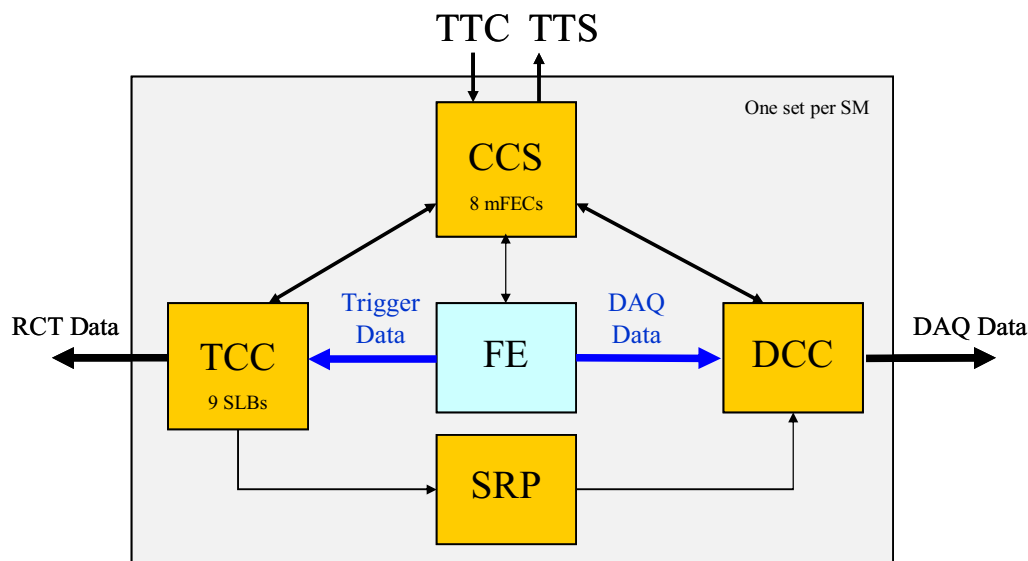 TTC TTS
One set per SM
CCS
8 mFECs
Trigger
Data
DAQ
Data
RCT Data
DAQ Data
TCC
9 SLBs
FE
DCC
SRP